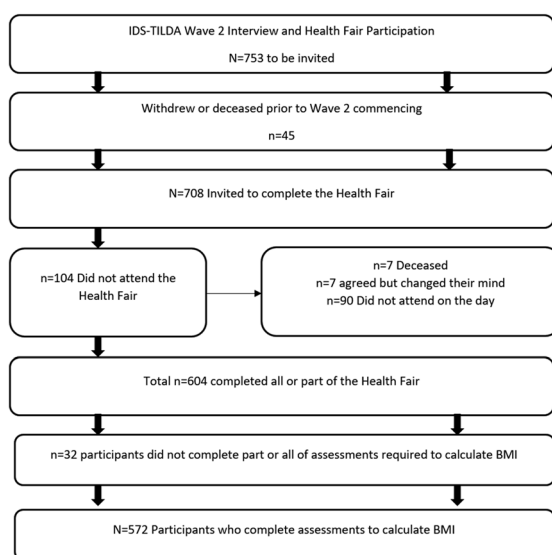 IDS-TILDA Wave 2 Interview and Health Fair Participation
N=753 to be invited
Withdrew or deceased prior to Wave 2 commencing
n=45
N=708 Invited to complete the Health Fair
n=104 Did not attend the
Health Fair
n=7 Deceased
n=7 agreed but changed their mind
n=90 Did not attend on the day
Total n=604 completed all or part of the Health Fair
n=32 participants did not complete part or all of assessments required to calculate BMI
N=572 Participants who complete assessments to calculate BMI